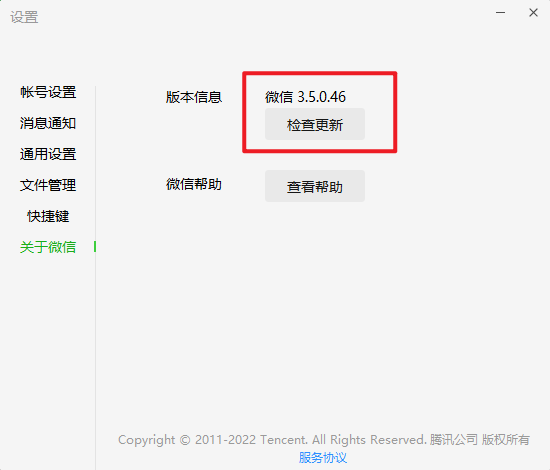 设置
帐号设置
消息通知
通用设置
文件管理
快捷键
关于微信
版本信息
微信 3.5.0.46
检查更新
微信帮助
查看帮助
Copyright © 2011-2022 Tencent. All Rights Reserved. 腾讯公司 版权所有
服务协议